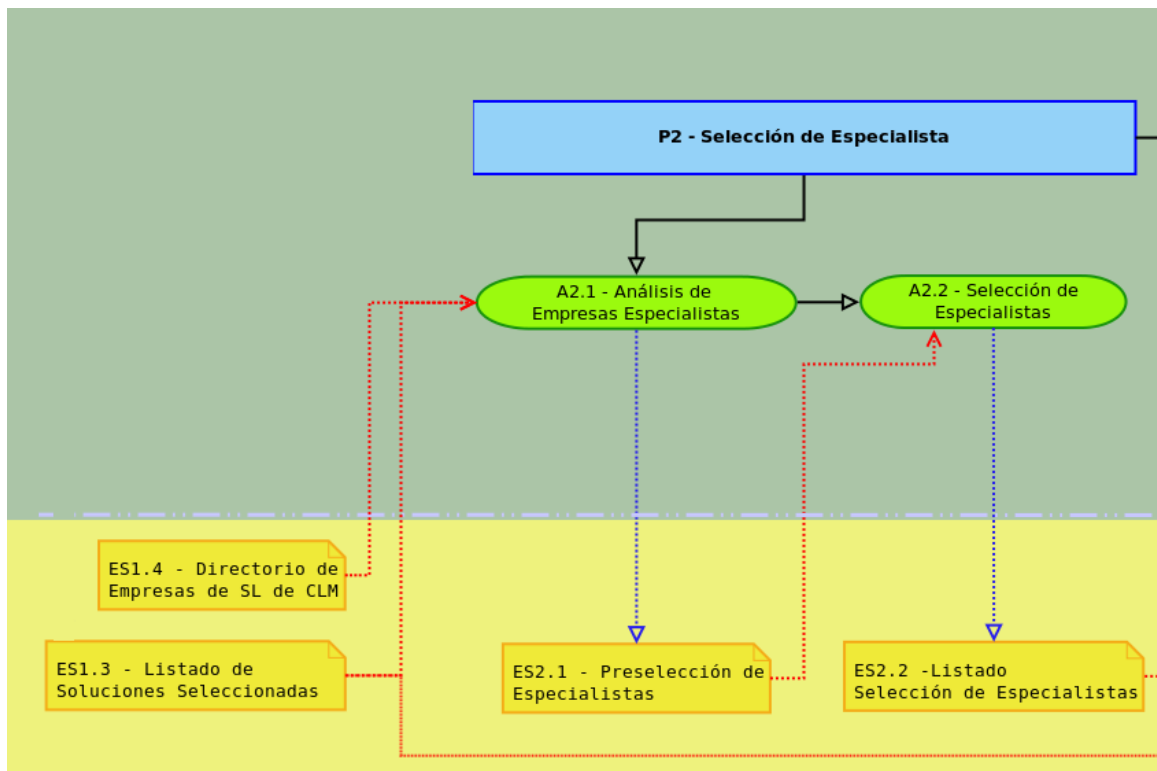 P2 - Selección de Especialista
A2.1 - Análisis de
Empresas Especialistas
A2.2 - Selección de
Especialistas
ES1.4 - Directorio de
Empresas de SL de CLM
ES1.3 - Listado de
Soluciones Seleccionadas
ES2.1 - Preselección de
Especialistas
ES2.2 -Listado
Selección de Especialistas